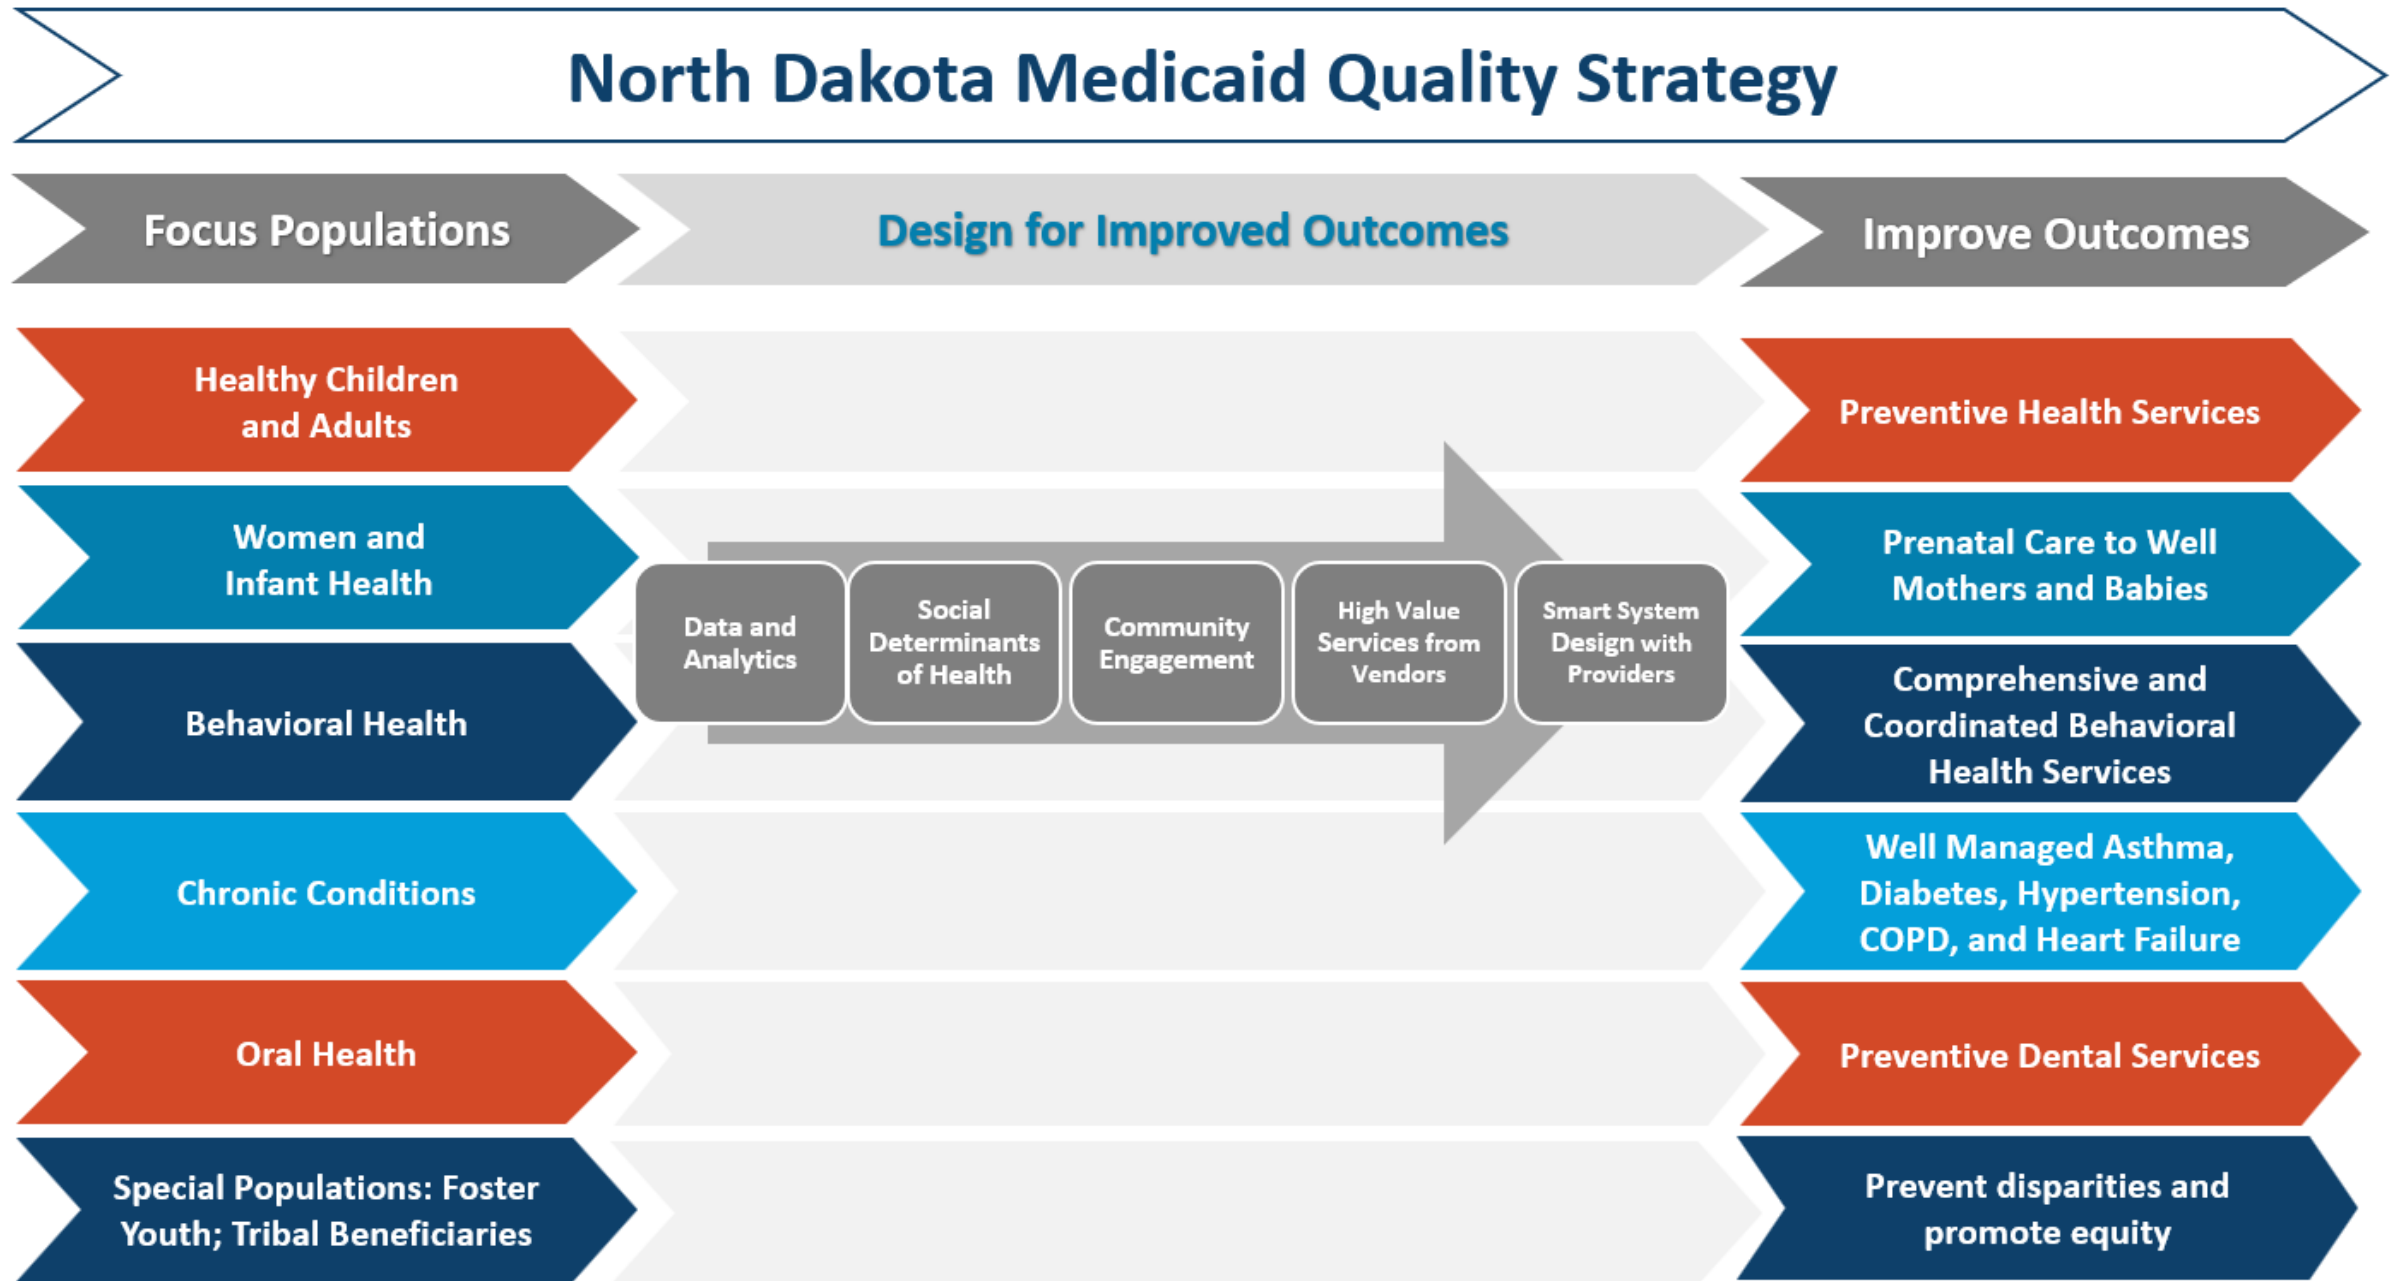 North Dakota Medicaid Quality Strategy
Focus Populations
Design for Improved Outcomes
Improve Outcomes
Healthy Children
and Adults
Women and
Infant Health
Behavioral Health
Chronic Conditions
Oral Health
Special Populations: Foster
Youth; Tribal Beneficiaries
Data and
Analytics
Social
Determinants
of Health
Community
Engagement
High Value
Services from
Vendors
Smart System
Design with
Providers
Preventive Health Services
Prenatal Care to Well
Mothers and Babies
Comprehensive and
Coordinated Behavioral
Health Services
Well Managed Asthma,
Diabetes, Hypertension,
COPD, and Heart Failure
Preventive Dental Services
Prevent disparities and
promote equity